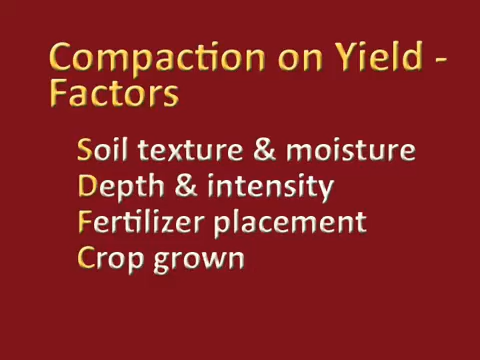 Compaction on Yield -
Factors
Soil texture & moisture
Depth & intensity
Fertilizer placement
Crop grown